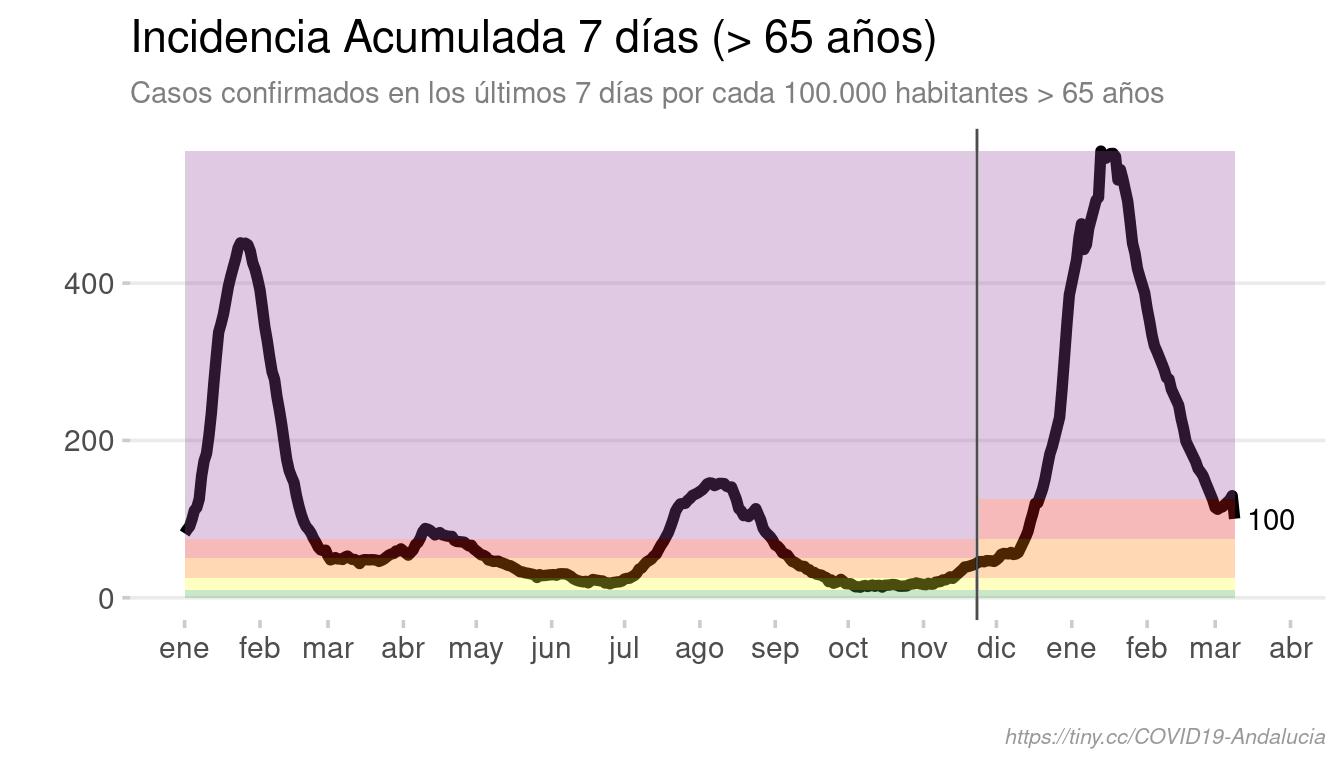 Incidencia Acumulada 7 días (> 65 años)
Casos confirmados en los últimos 7 días por cada 100.000 habitantes > 65 años
400
200
0
100
ene feb mar abr may jun jul ago sep oct nov dic ene feb mar abr
https://tiny.cc/COVID19-Andalucia